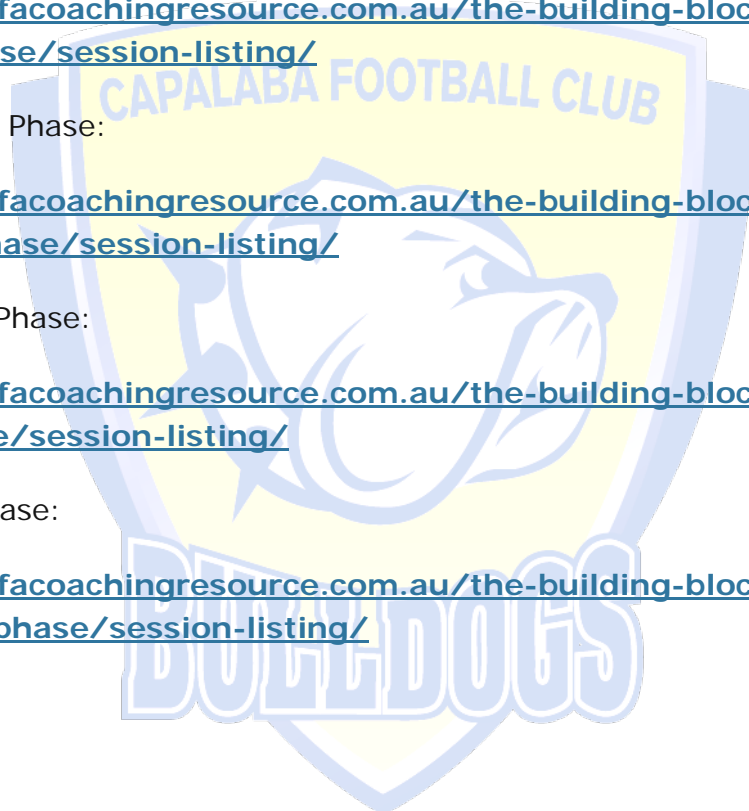 facoachingresource.com.au/the-building-bloc
se/session-listing/
CAPALABA FOOTBALL CLUB
Phase:
facoachingresource.com.au/the-building-bloc
ase/session-listing/
Phase:
facoachingresource.com.au/the-building-bloc
e/session-listing/
ase:
facoachingresource.com.au/the-building-bloc
phase/session-listing/
BULLDOGS